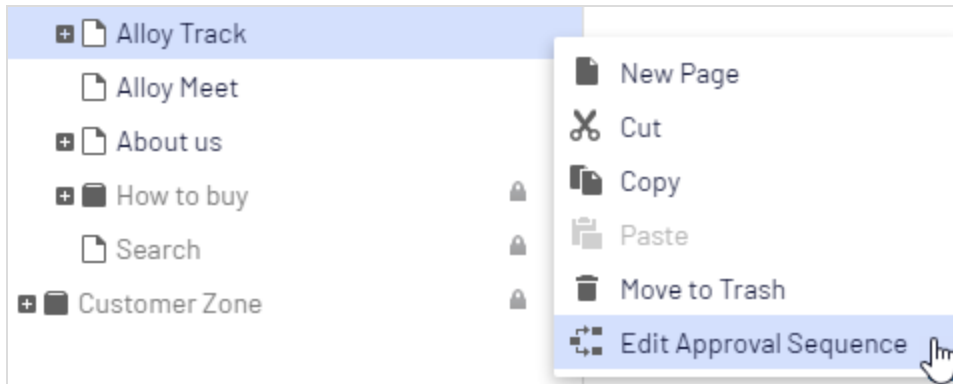 Alloy Track
Alloy Meet
About us
How to buy
Search
Customer Zone
New Page
Cut
Copy
Paste
Move to Trash
Edit Approval Sequence